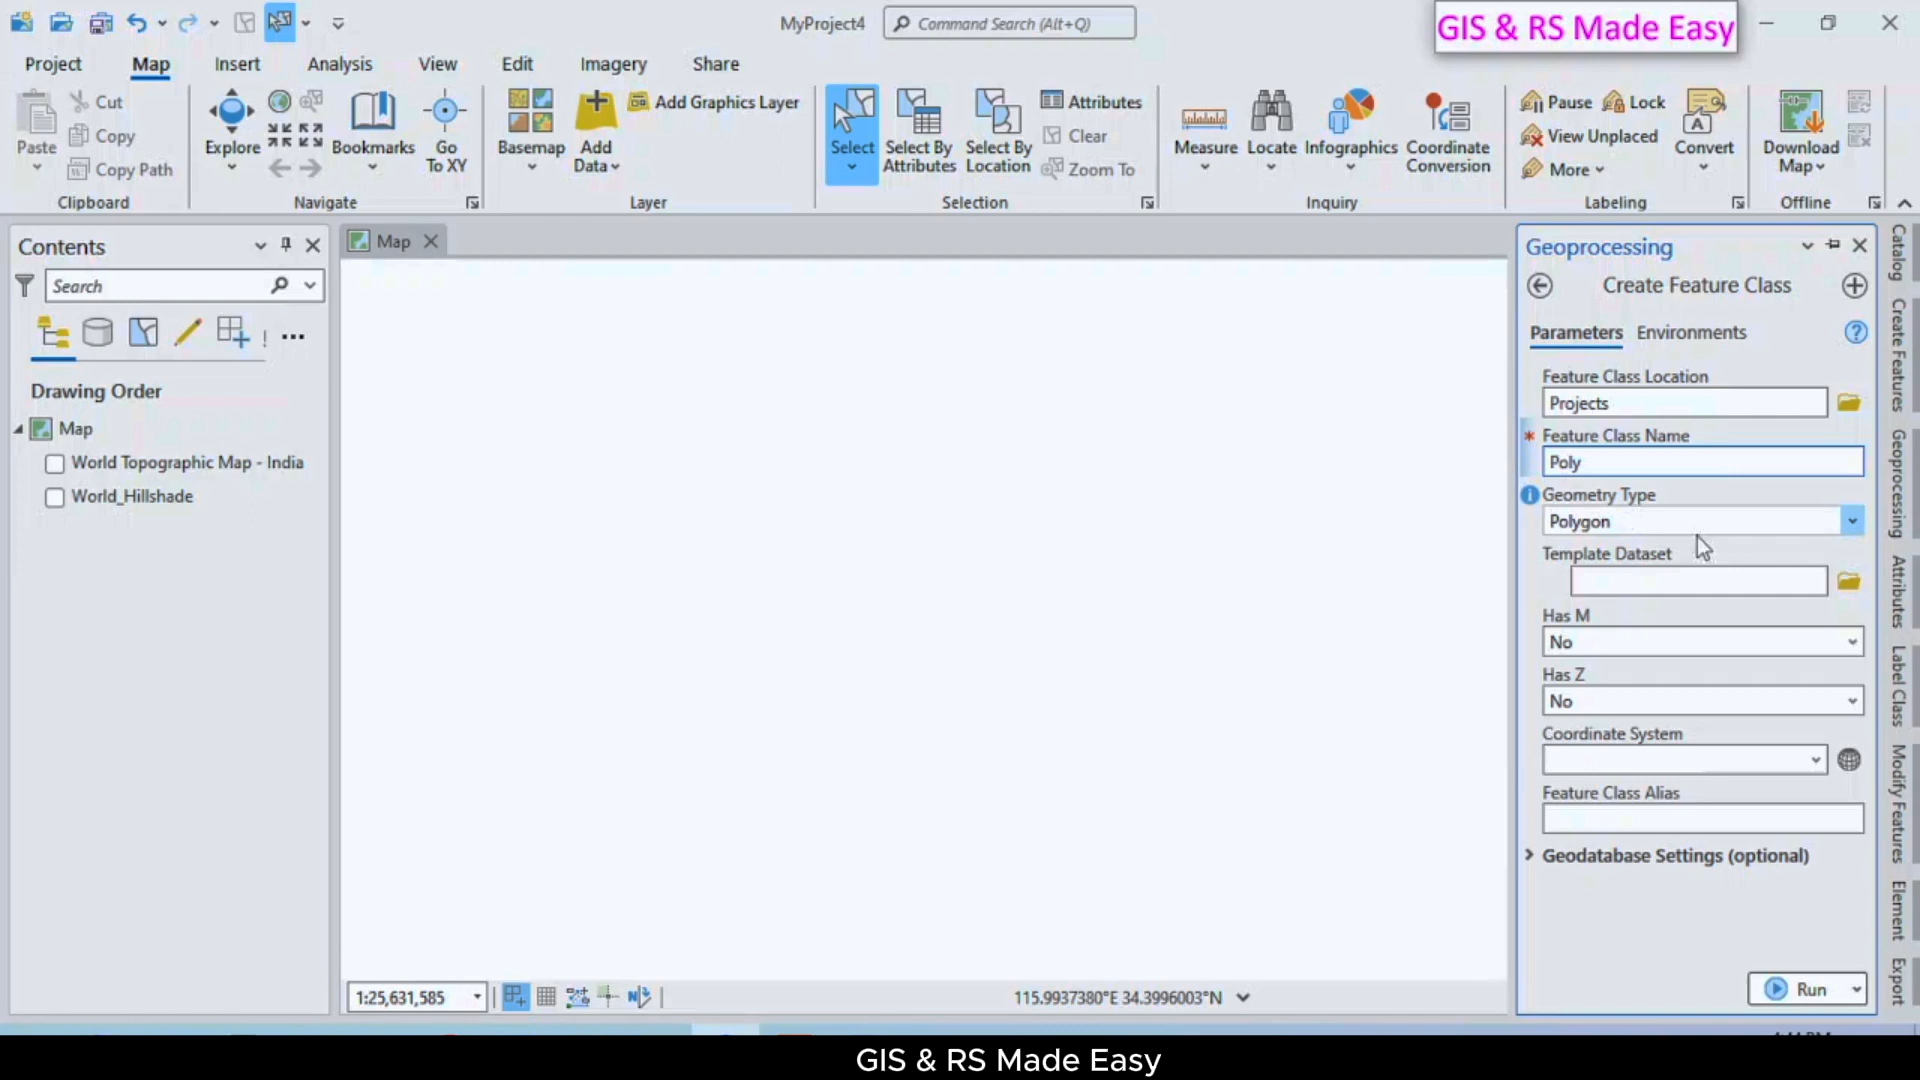 MyProject4
Command Search (Alt+Q)
GIS & RS Made Easy
Project
Map
Insert
Analysis
View
Edit
Imagery
Share
Paste
Cut
Copy
Copy Path
Clipboard
Explore
Bookmarks
Go
To XY
Navigate
Basemap
Add
Data
Add Graphics Layer
Layer
Select
Select By
Attributes
Select By
Location
Attributes
Clear
Zoom To
Selection
Measure
Locate
Infographics
Coordinate
Conversion
Inquiry
Pause
Lock
View Unplaced
More
Convert
Labeling
Download
Map
Offline
Contents
Search
Drawing Order
Map
World Topographic Map - India
World_Hillshade
Map
1:25,631,585
115.9937380°E 34.3996003°N
Geoprocessing
Create Feature Class
Parameters
Environments
Feature Class Location
Projects
* Feature Class Name
Poly
Geometry Type
Polygon
Template Dataset
Has M
No
Has Z
No
Coordinate System
Feature Class Alias
Geodatabase Settings (optional)
Run
Catalog
Create Features
Geoprocessing
Attributes
Label Class
Modify Features
Element
Export
GIS & RS Made Easy